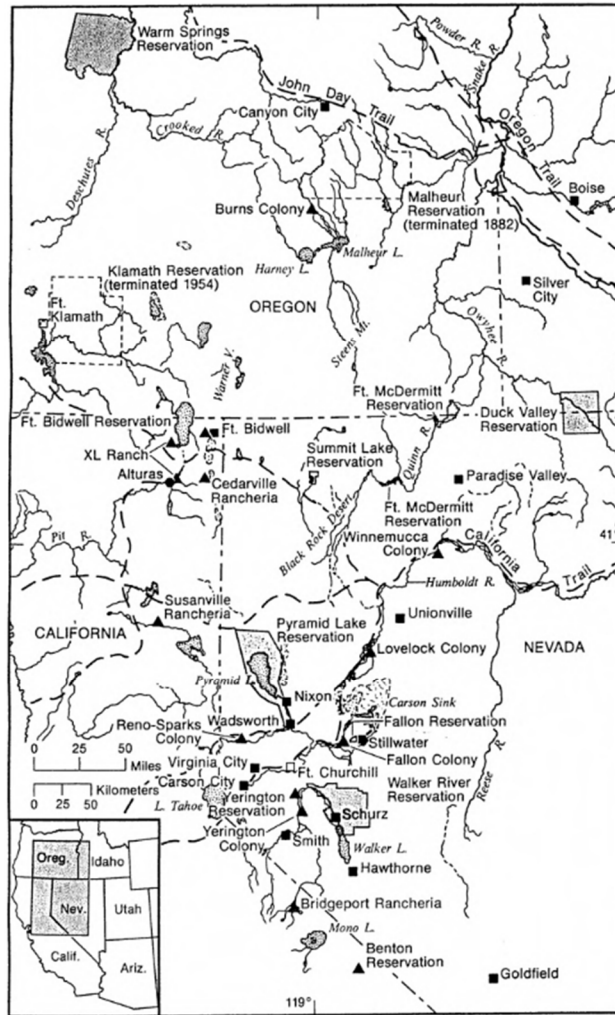 Warm Springs
Reservation
Powder R.
Snake R.
John Day Trail
Canyon City
Crooked R.
Oregon Trail
Deschutes R.
Boise
Burns Colony
Malheur
Reservation
(terminated 1882)
Malheur L.
Harney L.
Klamath Reservation
(terminated 1954)
Ft.
Klamath
OREGON
Silver
City
Owyhee R.
Steens Mt.
Warner V.
Ft. McDermitt
Reservation
Duck Valley
Reservation
Ft. Bidwell Reservation
Ft. Bidwell
XL Ranch
Summit Lake
Reservation
Quinn R.
Alturas
Cedarville
Rancheria
Paradise Valley
Black Rock Desert
Ft. McDermitt
Reservation
Pit R.
41°
Winnemucca
Colony
California Trail
Humboldt R.
Susanville
Rancheria
Unionville
CALIFORNIA
Pyramid Lake
Reservation
NEVADA
Lovelock Colony
Pyramid L.
Nixon
Carson Sink
Reno-Sparks
Colony
Wadsworth
Fallon Reservation
Stillwater
0 25 50
Miles
Virginia City
Ft. Churchill
Fallon Colony
Carson City
Walker River
Reservation
0 25 50
Kilometers
Reese R.
L. Tahoe
Yerington
Reservation
Schurz
Yerington
Colony
Smith
Walker L.
Hawthorne
Bridgeport Rancheria
Mono L.
Benton
Reservation
Goldfield
119°
Oreg.
Idaho
Nev.
Utah
Calif.
Ariz.